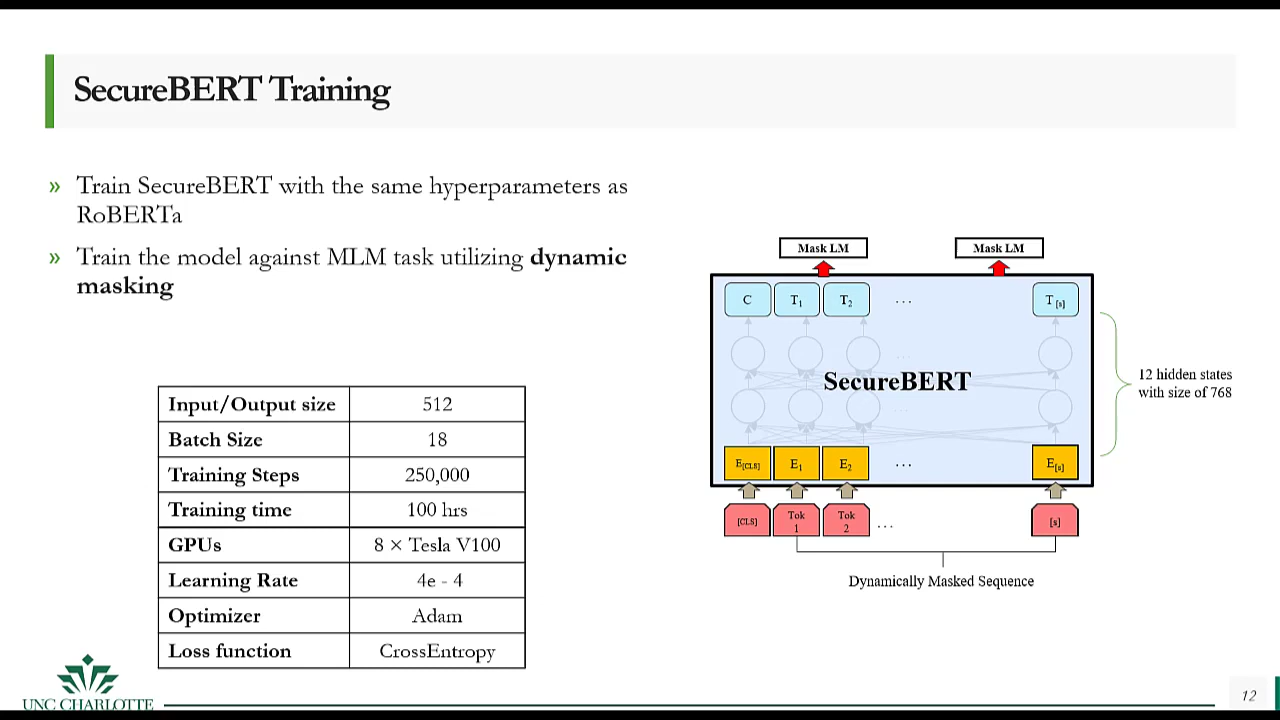 SecureBERT Training
» Train SecureBERT with the same hyperparameters as
RoBERTa
» Train the model against MLM task utilizing dynamic
masking
Input/Output size 512
Batch Size 18
Training Steps 250,000
Training time 100 hrs
GPUs 8 × Tesla V100
Learning Rate 4e - 4
Optimizer Adam
Loss function CrossEntropy
Mask LM Mask LM
C T1 T2 ... T[s]
SecureBERT
12 hidden states
with size of 768
E[CLS] E1 E2 ... E[s]
[CLS] Tok 1 Tok 2 ... [s]
Dynamically Masked Sequence
UNC CHARLOTTE
12